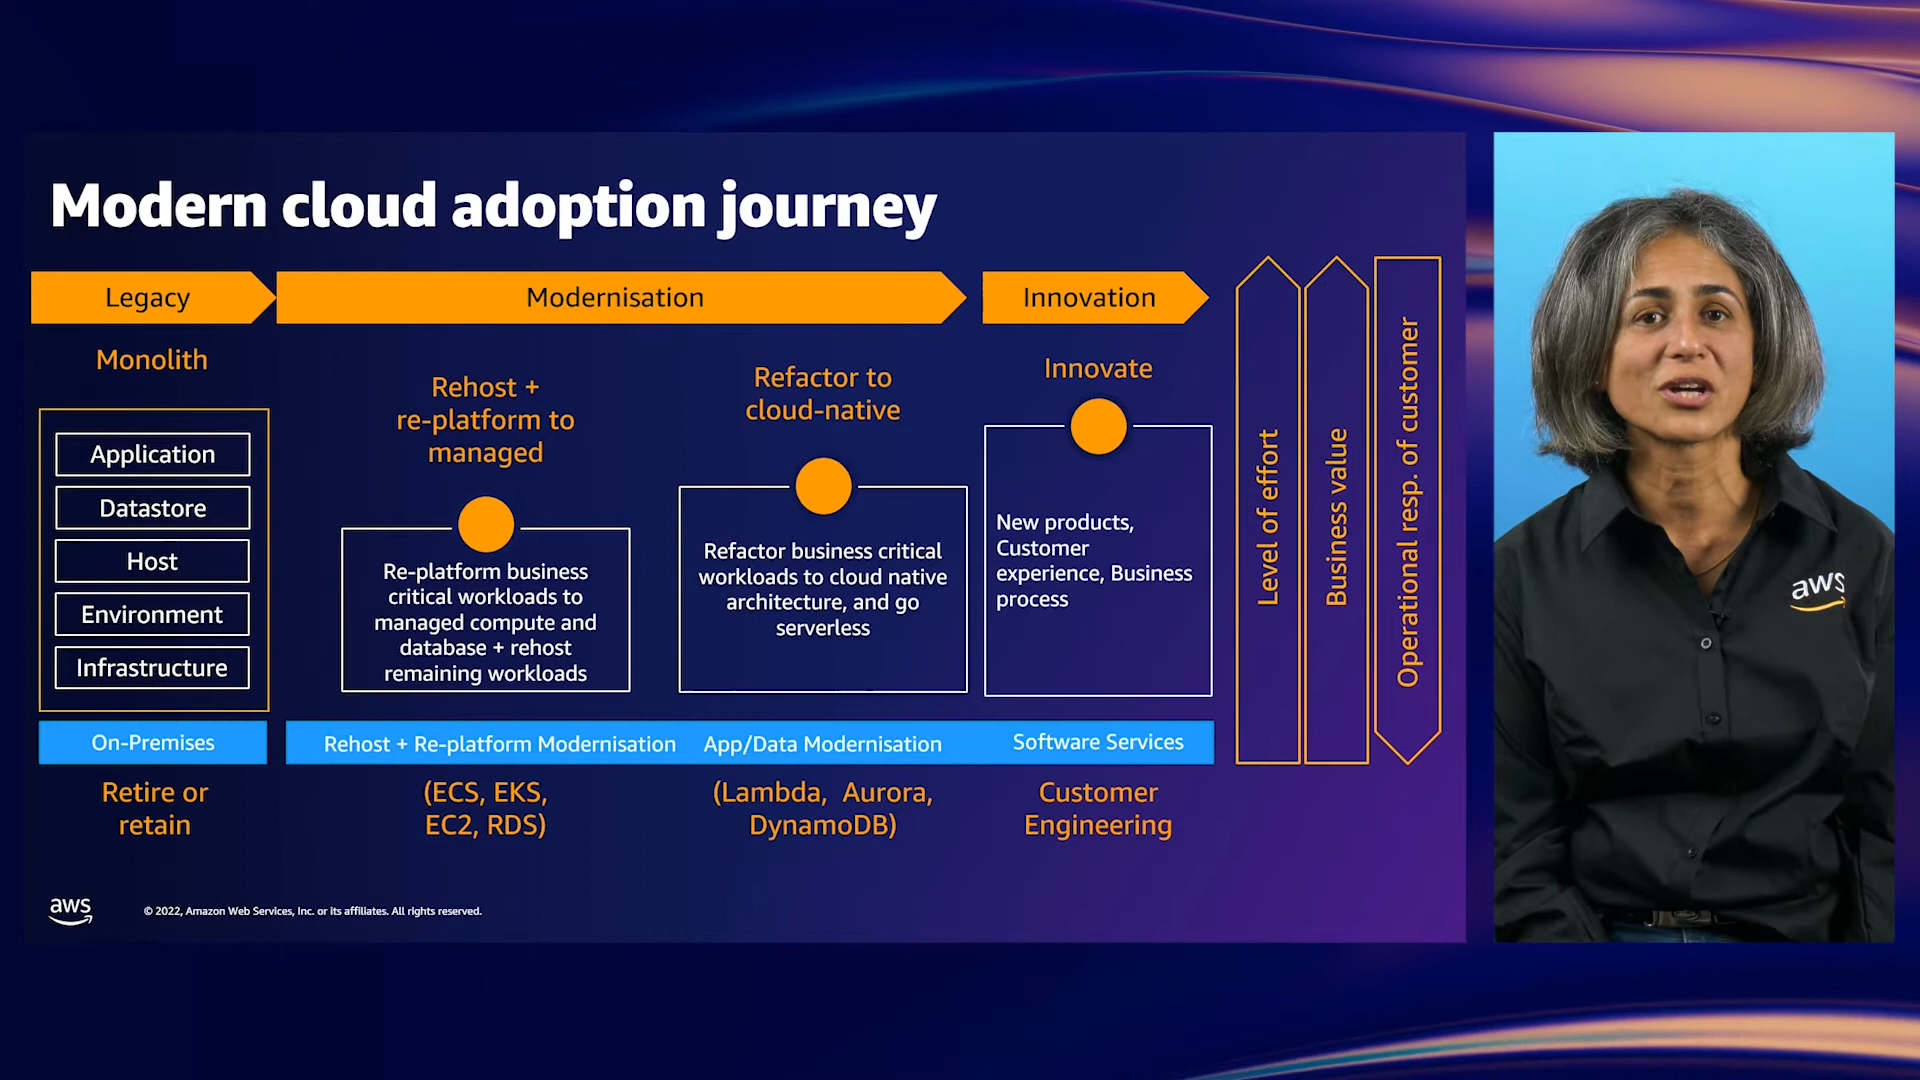 Modern cloud adoption journey
Legacy
Modernisation
Innovation
Monolith
Application
Datastore
Host
Environment
Infrastructure
Rehost +
re-platform to
managed
Re-platform business
critical workloads to
managed compute and
database + rehost
remaining workloads
Refactor to
cloud-native
Refactor business critical
workloads to cloud native
architecture, and go
serverless
Innovate
New products,
Customer
experience, Business
process
Level of effort
Business value
Operational resp. of customer
On-Premises
Rehost + Re-platform Modernisation
App/Data Modernisation
Software Services
Retire or
retain
(ECS, EKS,
EC2, RDS)
(Lambda, Aurora,
DynamoDB)
Customer
Engineering
aws
© 2022, Amazon Web Services, Inc. or its affiliates. All rights reserved.
aws